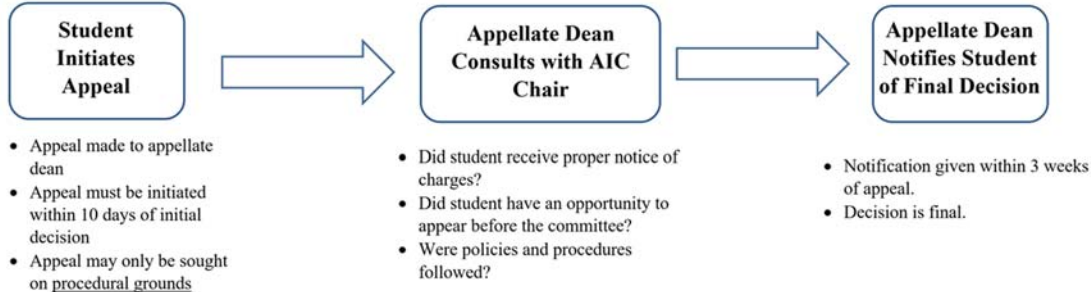 Student
Initiates
Appeal
Appellate Dean
Consults with AIC
Chair
Appellate Dean
Notifies Student
of Final Decision
• Appeal made to appellate
dean
• Appeal must be initiated
within 10 days of initial
decision
• Appeal may only be sought
on procedural grounds
• Did student receive proper notice of
charges?
• Did student have an opportunity to
appear before the committee?
• Were policies and procedures
followed?
• Notification given within 3 weeks
of appeal.
• Decision is final.